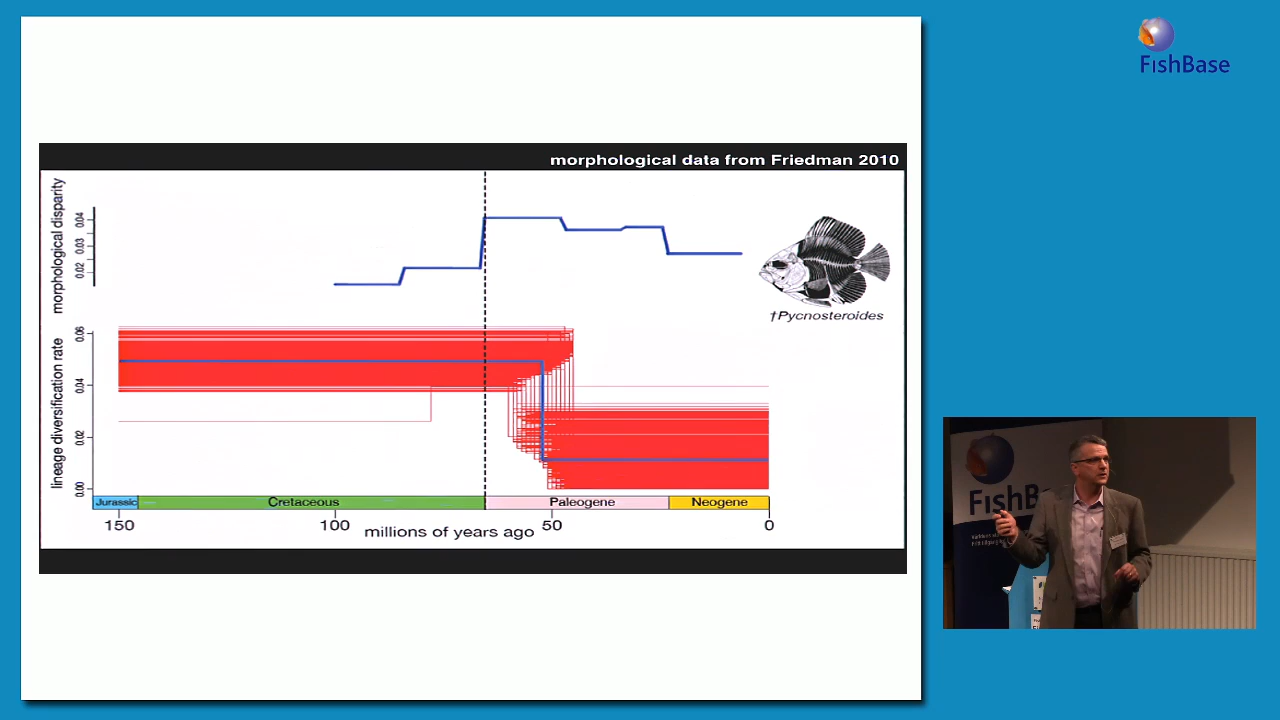 FishBase
morphological data from Friedman 2010
morphological disparity
0.04
0.03
0.02
†Pycnosteroides
lineage diversification rate
0.06
0.04
0.02
0.00
Jurassic
Cretaceous
Paleogene
Neogene
150
100
50
0
millions of years ago
FishBase